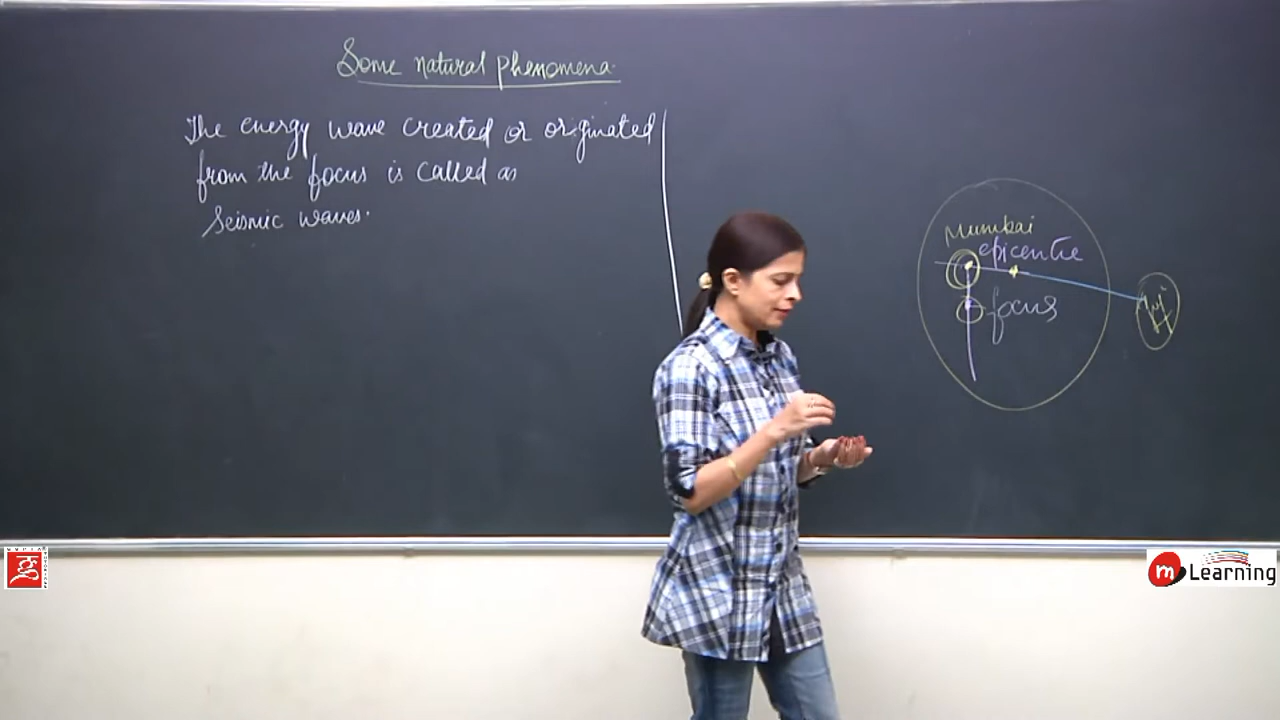 Some natural phenomena.
The energy wave created or originated
from the focus is called as
Seismic waves.
Mumbai
epicentre
focus
m Learning